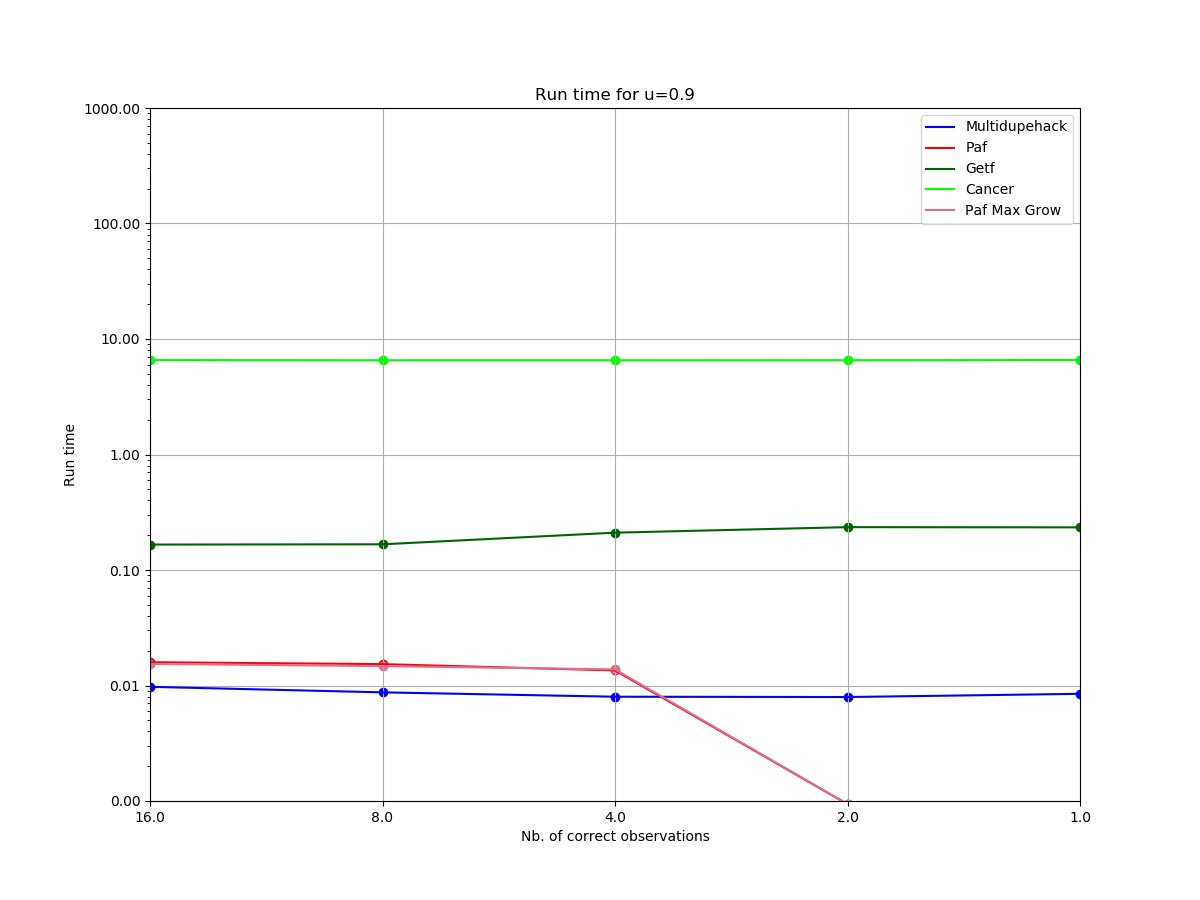 Run time for u=0.9
1000.00
100.00
10.00
1.00
0.10
0.01
0.00
Run time
Multidupehack
Paf
Getf
Cancer
Paf Max Grow
16.0
8.0
4.0
2.0
1.0
Nb. of correct observations